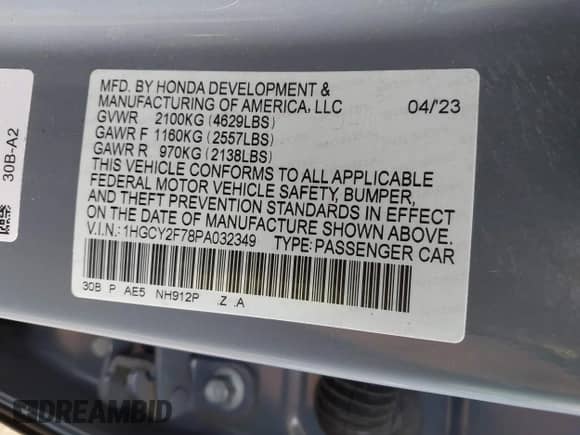 MFD. BY HONDA DEVELOPMENT &
MANUFACTURING OF AMERICA, LLC 04/'23
GVWR 2100KG (4629LBS)
GAWR F 1160KG (2557LBS)
GAWR R 970KG (2138LBS)
THIS VEHICLE CONFORMS TO ALL APPLICABLE
FEDERAL MOTOR VEHICLE SAFETY, BUMPER,
AND THEFT PREVENTION STANDARDS IN EFFECT
ON THE DATE OF MANUFACTURE SHOWN ABOVE.
V.I.N.: 1HGCY2F78PA032349 TYPE: PASSENGER CAR
30B P AE5 NH912P Z .A
30B-A2
DREAMBID